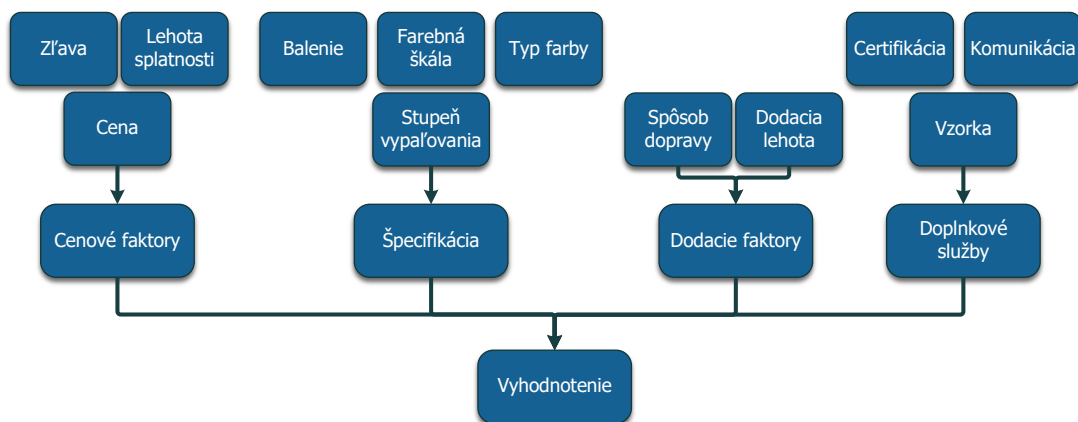 Zľava
Lehota
splatnosti
Balenie
Farebná
škála
Typ farby
Certifikácia
Komunikácia
Cena
Stupeň
vypaľovania
Spôsob
dopravy
Dodacia
lehota
Vzorka
Cenové faktory
Špecifikácia
Dodacie faktory
Doplnkové
služby
Vyhodnotenie